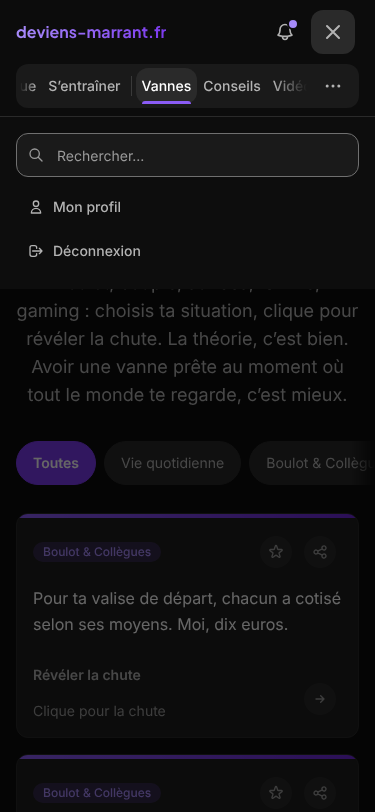 deviens-marrant.fr
S'entraîner
Vannes
Conseils
Rechercher...
Mon profil
Déconnexion
gaming : choisis ta situation, clique pour
révéler la chute. La théorie, c'est bien.
Avoir une vanne prête au moment où
tout le monde te regarde, c'est mieux.
Toutes
Vie quotidienne
Boulot &
Boulot & Collègues
Pour ta valise de départ, chacun a cotisé
selon ses moyens. Moi, dix euros.
Révéler la chute
Clique pour la chute
Boulot & Collègues